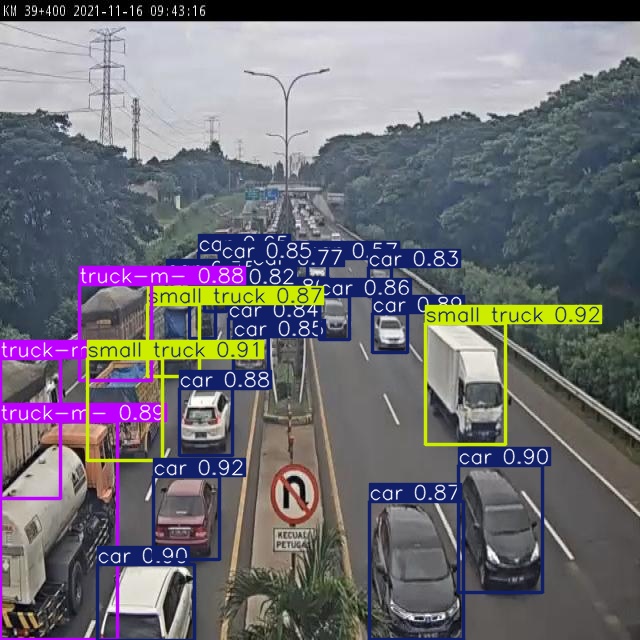 KM 39+400 2021-11-16 09:43:16
car 0.85
0.77
0.57
car 0.83
truck-m- 0.88
0.82
small truck 0.87
0.86
0.89
0.84
0.85
small truck 0.92
truck-m
small truck 0.91
car 0.88
truck-m- 0.89
car 0.92
car 0.90
car 0.87
car 0.90
KECUALI
PETUGAS